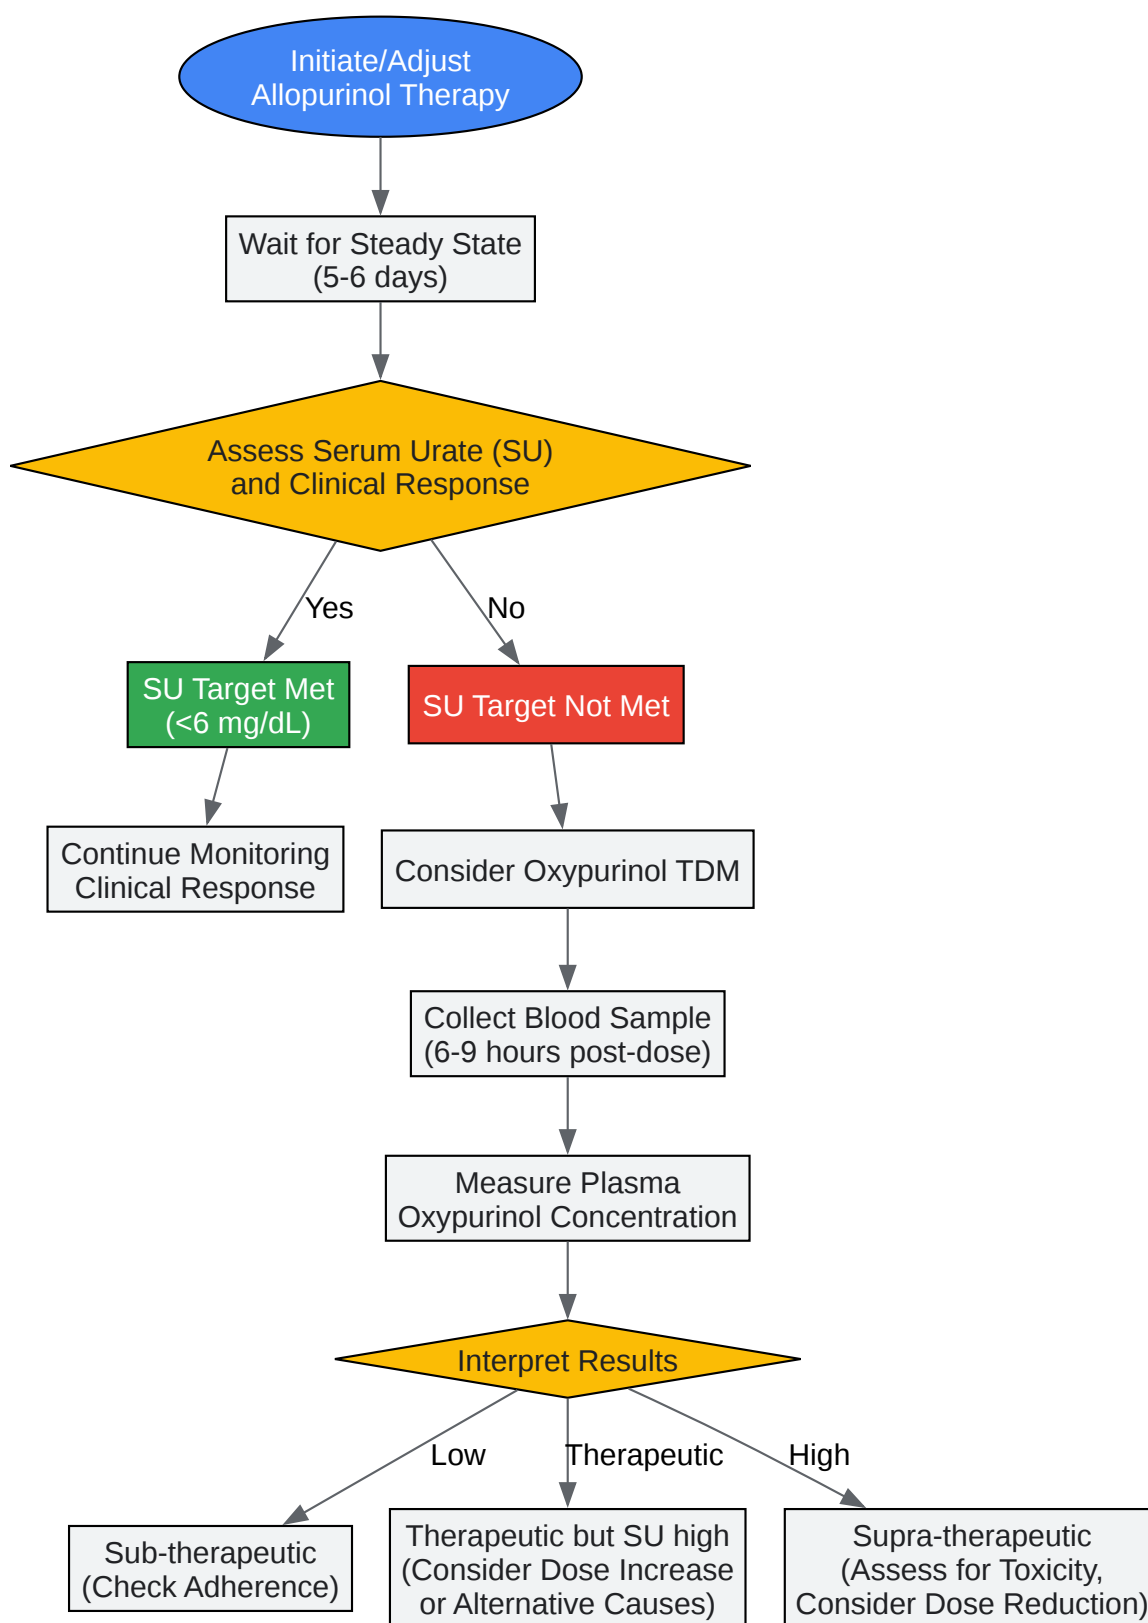 Initiate/Adjust
Allopurinol Therapy
Wait for Steady State
(5-6 days)
Assess Serum Urate (SU)
and Clinical Response
Yes
No
SU Target Met
(<6 mg/dL)
SU Target Not Met
Continue Monitoring
Clinical Response
Consider Oxypurinol TDM
Collect Blood Sample
(6-9 hours post-dose)
Measure Plasma
Oxypurinol Concentration
Interpret Results
Low
Therapeutic
High
Sub-therapeutic
(Check Adherence)
Therapeutic but SU high
(Consider Dose Increase
or Alternative Causes)
Supra-therapeutic
(Assess for Toxicity,
Consider Dose Reduction)